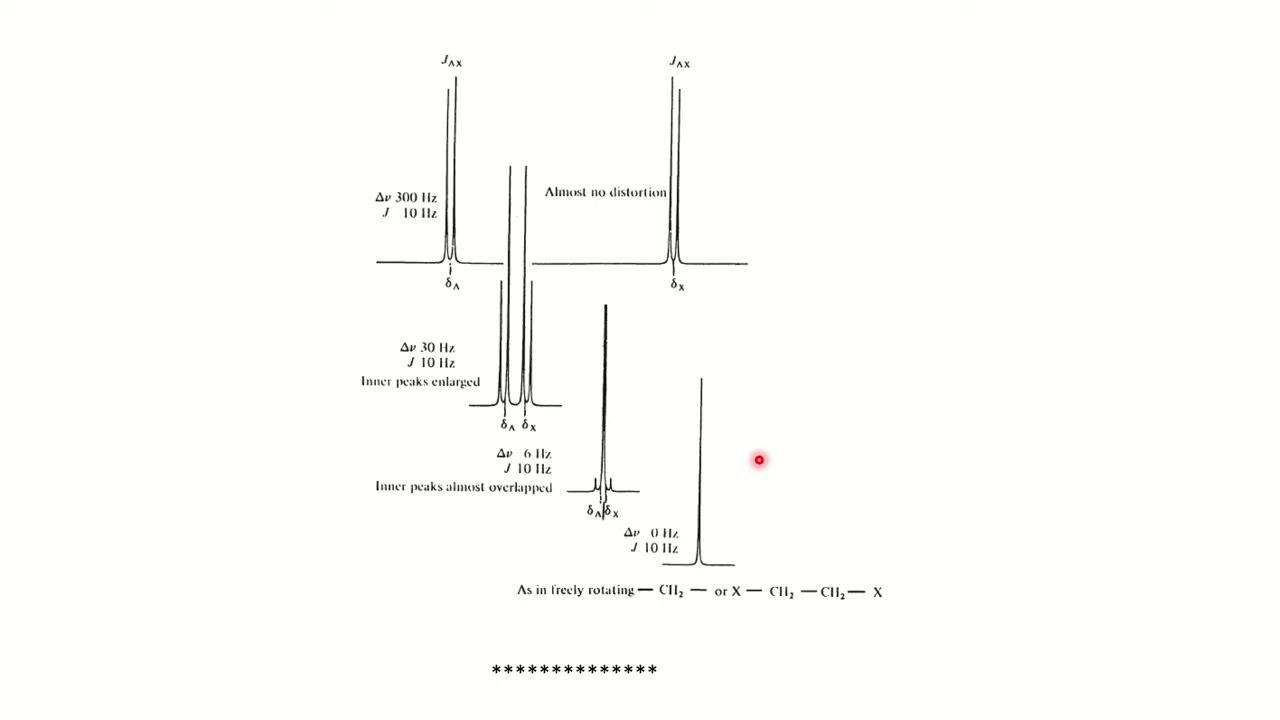 J_AX J_AX
Δν 300 Hz
J 10 Hz
Almost no distortion
δ_A δ_X
Δν 30 Hz
J 10 Hz
Inner peaks enlarged
δ_A δ_X
Δν 6 Hz
J 10 Hz
Inner peaks almost overlapped
δ_A δ_X
Δν 0 Hz
J 10 Hz
As in freely rotating — CH₂ — or X — CH₂ — CH₂ — X
**************